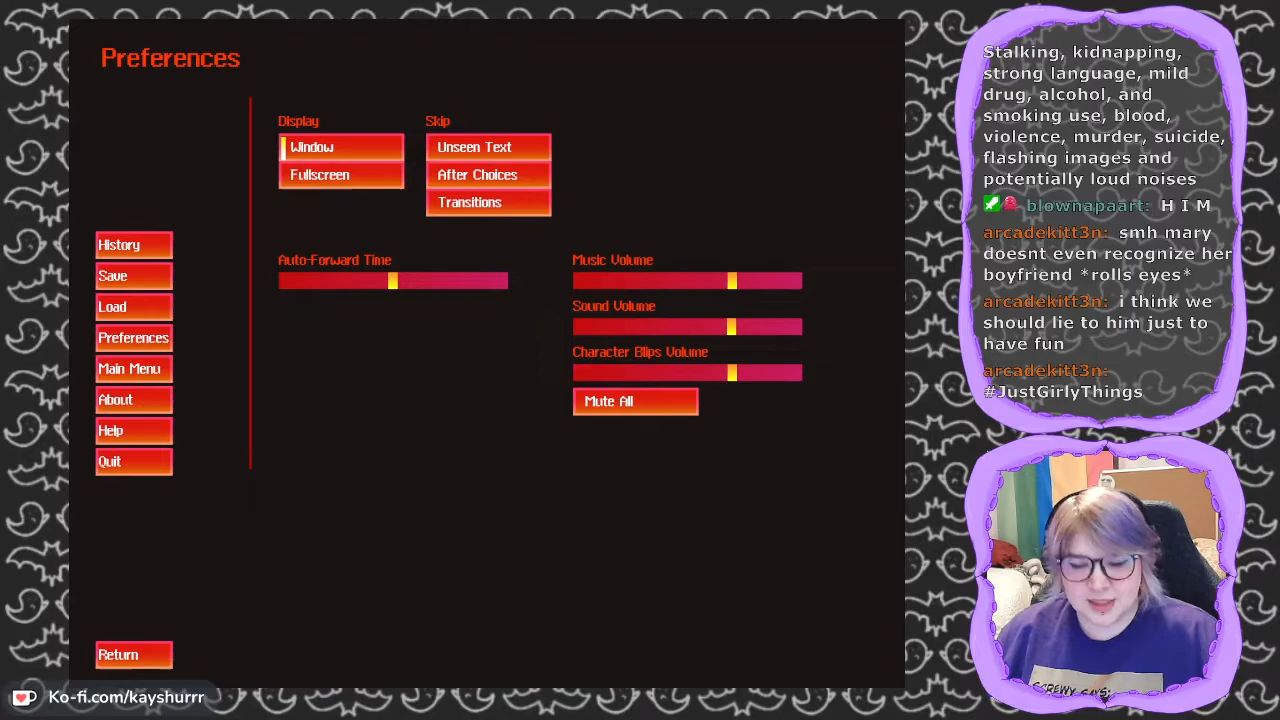 Preferences
Display
Window
Fullscreen
Skip
Unseen Text
After Choices
Transitions
Auto-Forward Time
Music Volume
Sound Volume
Character Blips Volume
Mute All
History
Save
Load
Preferences
Main Menu
About
Help
Quit
Return
Ko-fi.com/kayshurrr
Stalking, kidnapping,
strong language, mild
drug, alcohol, and
smoking use, blood,
violence, murder, suicide,
flashing images and
potentially loud noises
blownapaart: H I M
arcadekitt3n: smh mary
doesnt even recognize her
boyfriend *rolls eyes*
arcadekitt3n: i think we
should lie to him just to
have fun
arcadekitt3n:
#JustGirlyThings
SCREWY SAYS: